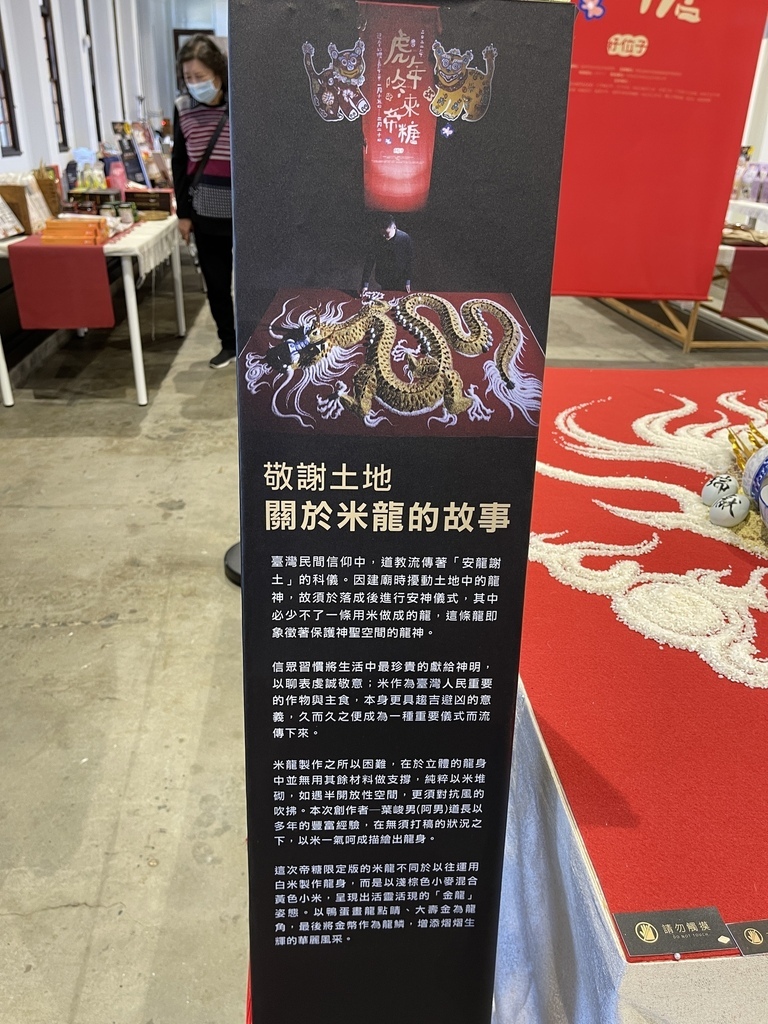 虎年
來
帝糖
敬謝土地
關於米龍的故事
臺灣民間信仰中，道教流傳著「安龍謝
土」的科儀。因建廟時擾動土地中的龍
神，故須於落成後進行安神儀式，其中
必少不了一條用米做成的龍，這條龍即
象徵著保護神聖空間的龍神。
信眾習慣將生活中最珍貴的獻給神明，
以聊表虔誠敬意；米作為臺灣人民重要
的作物與主食，本身更具趨吉避凶的意
義，久而久之便成為一種重要儀式而流
傳下來。
米龍製作之所以困難，在於立體的龍身
中並無用其餘材料做支撐，純粹以米堆
砌，如遇半開放性空間，更須對抗風的
吹拂。本次創作者—葉峻男(阿男)道長以
多年的豐富經驗，在無須打稿的狀況之
下，以米一氣呵成描繪出龍身。
這次帝糖限定版的米龍不同於以往運用
白米製作龍身，而是以淺棕色小麥混合
黃色小米，呈現出活靈活現的「金龍」
姿態。以鴨蛋畫龍點睛、大壽金為龍
角，最後將金幣作為龍鱗，增添熠熠生
輝的華麗風采。
請勿觸摸
DO NOT TOUCH